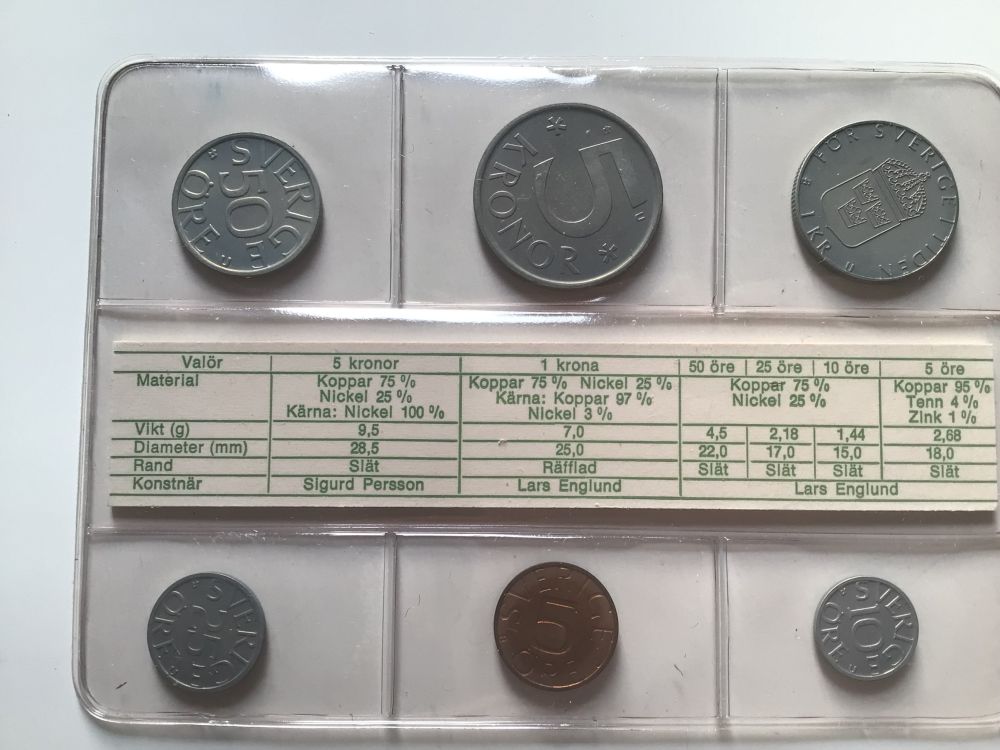 SVERIGE
50
ÖRE U
5
KRONOR
U
FÖR SVERIGE I TIDEN
1 KR U
Valör 5 kronor 1 krona 50 öre 25 öre 10 öre 5 öre
Material Koppar 75 % Koppar 75 % Nickel 25 % Koppar 75 % Koppar 95 %
Nickel 25 % Kärna: Koppar 97 % Nickel 25 % Tenn 4 %
Kärna: Nickel 100 % Nickel 3 % Zink 1 %
Vikt (g) 9,5 7,0 4,5 2,18 1,44 2,68
Diameter (mm) 28,5 25,0 22,0 17,0 15,0 18,0
Rand Slät Räfflad Slät Slät Slät Slät
Konstnär Sigurd Persson Lars Englund Lars Englund
SVERIGE
25
ÖRE U
SVERIGE
5
ÖRE
SVERIGE
10
ÖRE U